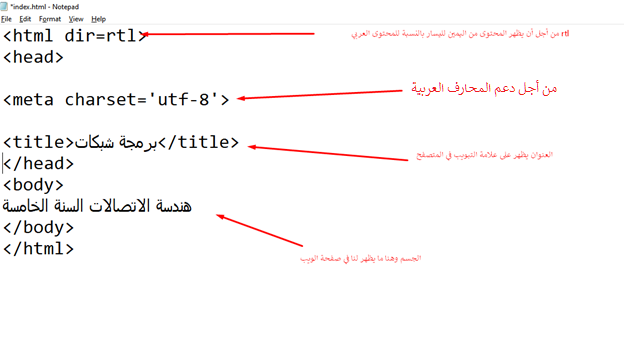 *index.html - Notepad
File Edit Format View Help
<html dir=rtl>
rtl من أجل أن يظهر المحتوى من اليمين لليسار بالنسبة للمحتوى العربي
<head>
<meta charset='utf-8'>
من أجل دعم المحارف العربية
<title>برمجة شبكات</title>
العنوان يظهر على علامة التبويب في المتصفح
</head>
<body>
هندسة الاتصالات السنة الخامسة
</body>
</html>
الجسم وهنا ما يظهر لنا في صفحة الويب